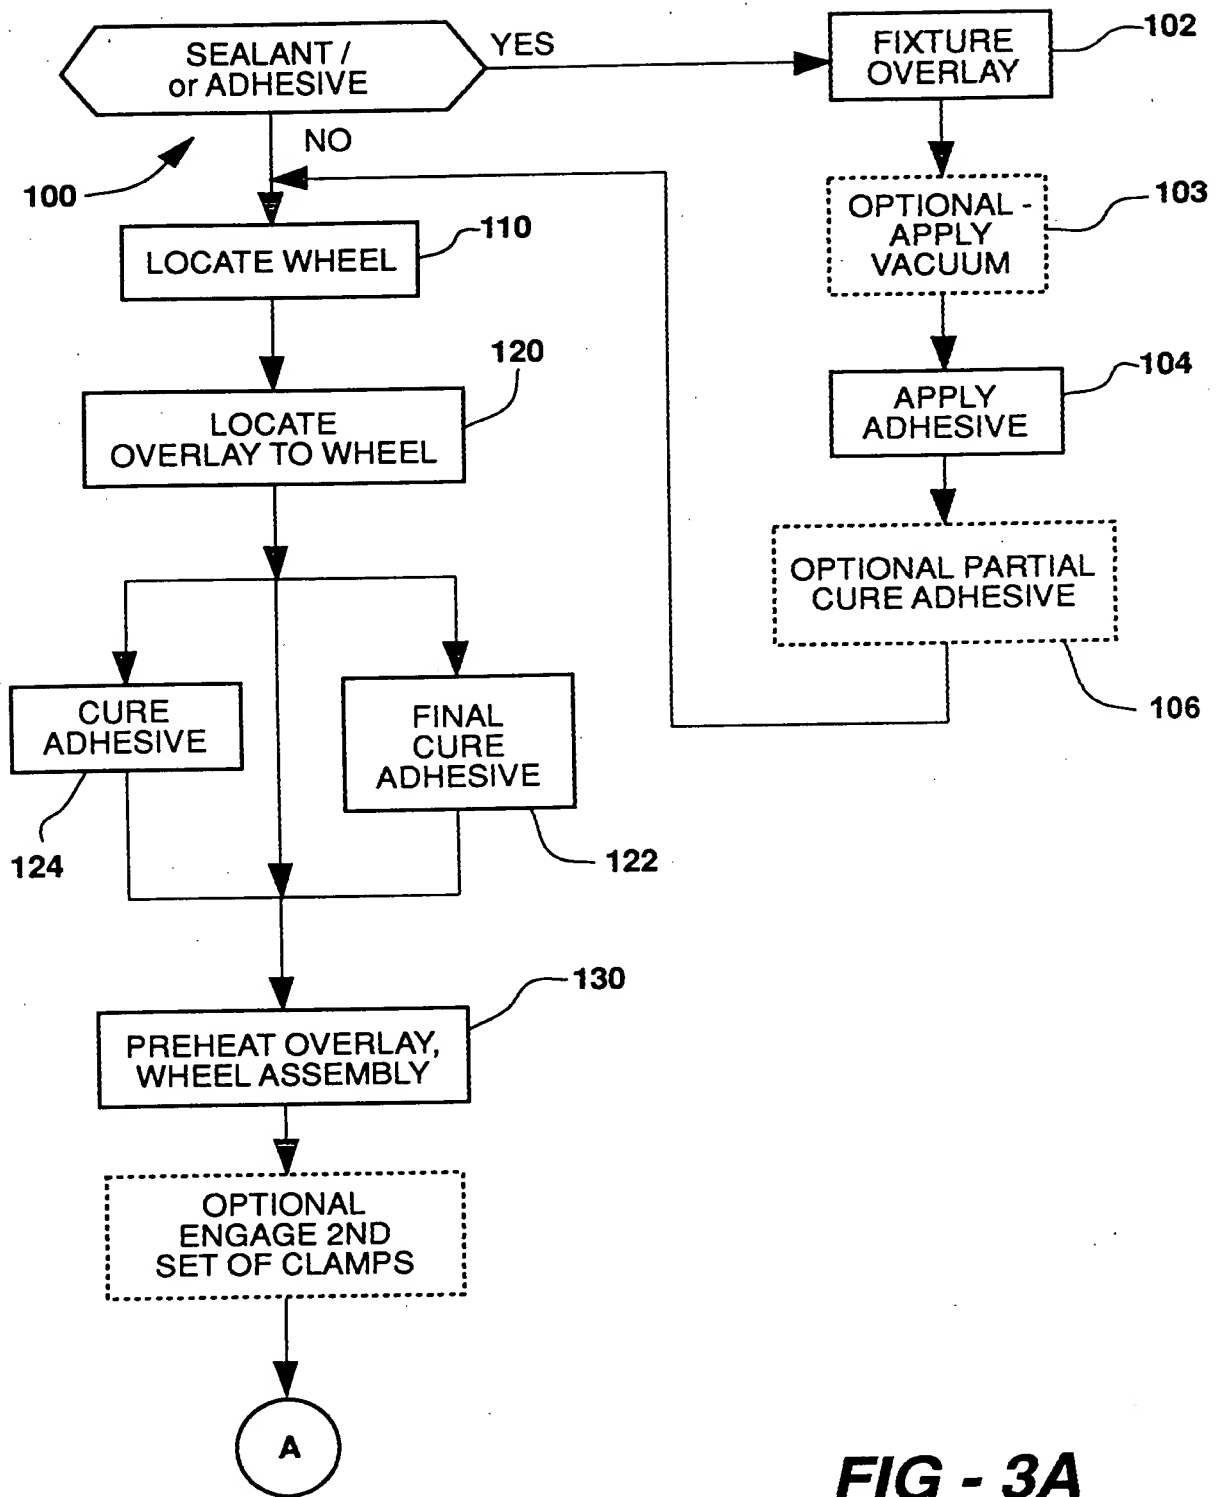 SEALANT /
or ADHESIVE
YES
NO
100
FIXTURE
OVERLAY
102
OPTIONAL -
APPLY
VACUUM
103
APPLY
ADHESIVE
104
OPTIONAL PARTIAL
CURE ADHESIVE
106
LOCATE WHEEL
110
LOCATE
OVERLAY TO WHEEL
120
CURE
ADHESIVE
124
FINAL
CURE
ADHESIVE
122
PREHEAT OVERLAY,
WHEEL ASSEMBLY
130
OPTIONAL
ENGAGE 2ND
SET OF CLAMPS
A
FIG - 3A